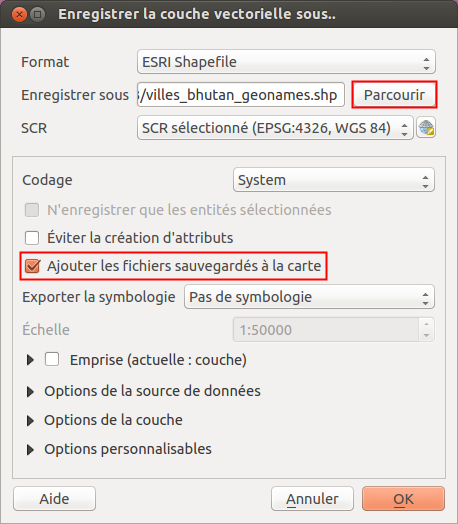 Enregistrer la couche vectorielle sous..
Format ESRI Shapefile
Enregistrer sous 3/villes_bhutan_geonames.shp Parcourir
SCR SCR sélectionné (EPSG:4326, WGS 84)
Codage System
N'enregistrer que les entités sélectionnées
Éviter la création d'attributs
Ajouter les fichiers sauvegardés à la carte
Exporter la symbologie Pas de symbologie
Échelle 1:50000
Emprise (actuelle : couche)
Options de la source de données
Options de la couche
Options personnalisables
Aide Annuler OK